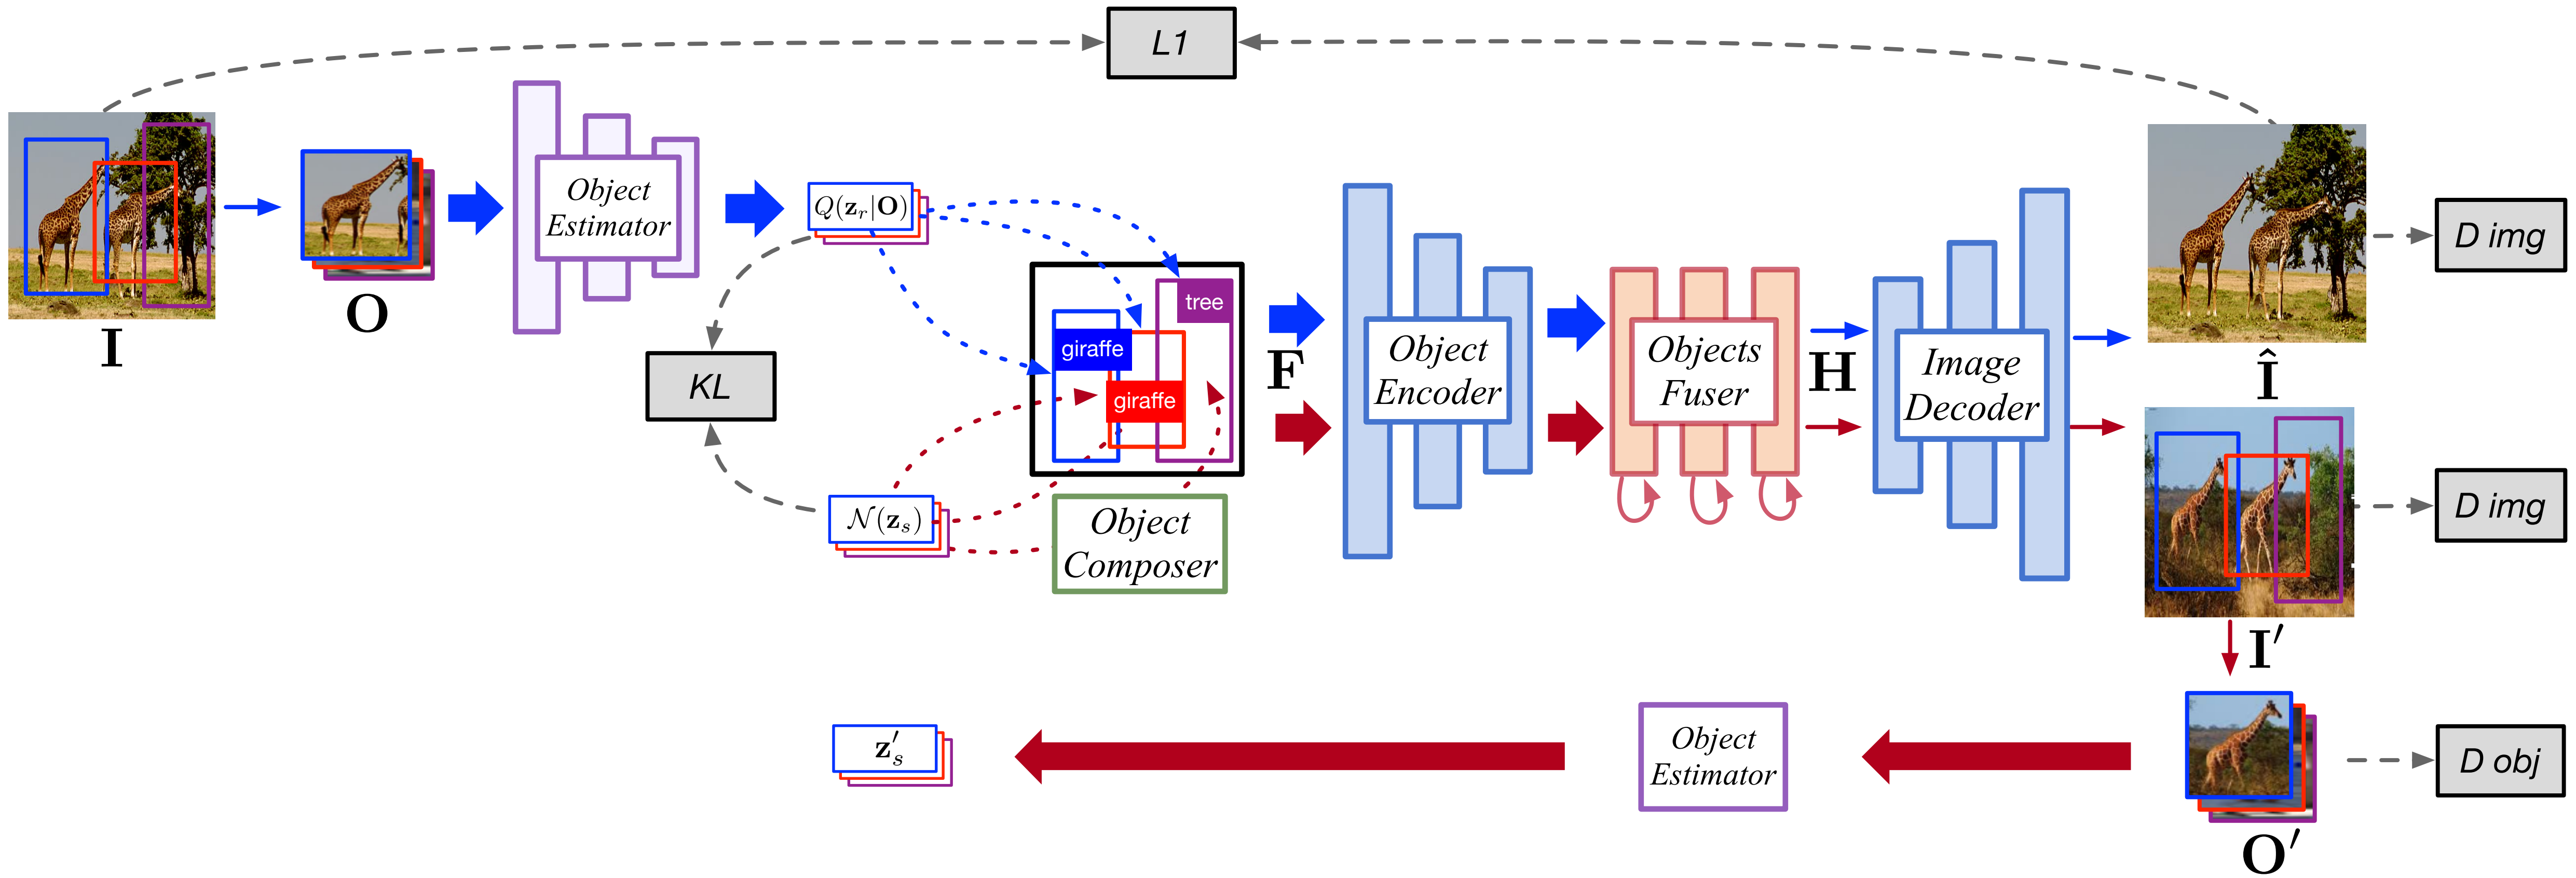 L1
I
O
Object
Estimator
Q(z_r|O)
KL
N(z_s)
tree
giraffe
giraffe
Object
Composer
F
Object
Encoder
Objects
Fuser
H
Image
Decoder
Î
D img
I′
D img
z′_s
Object
Estimator
O′
D obj